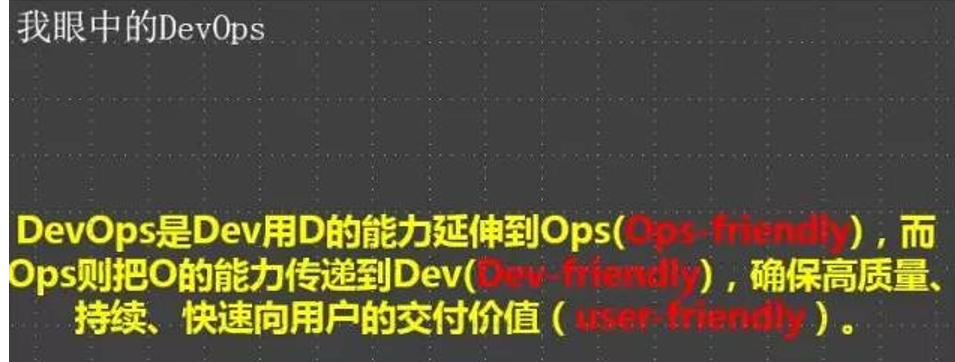 我眼中的DevOps
DevOps是Dev用D的能力延伸到Ops(Ops-friendly)，而
Ops则把O的能力传递到Dev(Dev-friendly)，确保高质量、
持续、快速向用户的交付价值（user-friendly）。